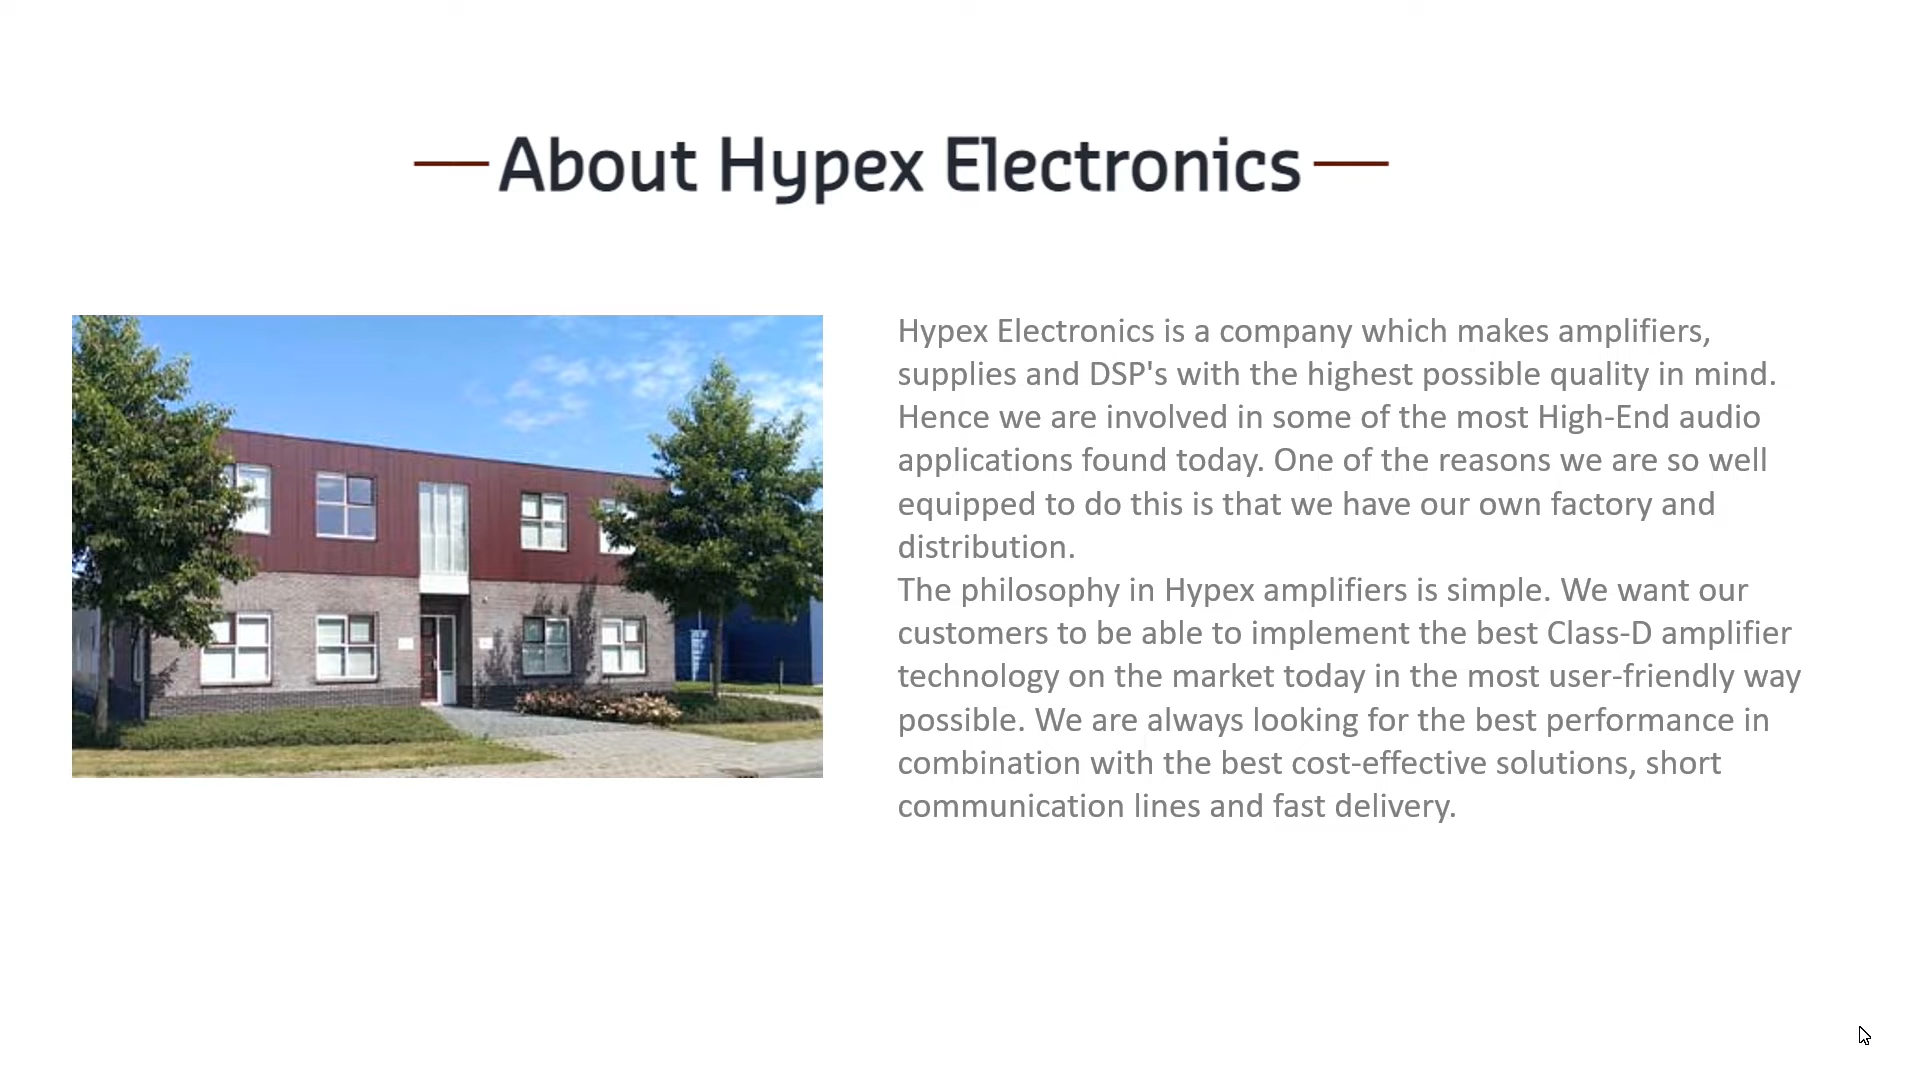 About Hypex Electronics
Hypex Electronics is a company which makes amplifiers,
supplies and DSP's with the highest possible quality in mind.
Hence we are involved in some of the most High-End audio
applications found today. One of the reasons we are so well
equipped to do this is that we have our own factory and
distribution.
The philosophy in Hypex amplifiers is simple. We want our
customers to be able to implement the best Class-D amplifier
technology on the market today in the most user-friendly way
possible. We are always looking for the best performance in
combination with the best cost-effective solutions, short
communication lines and fast delivery.